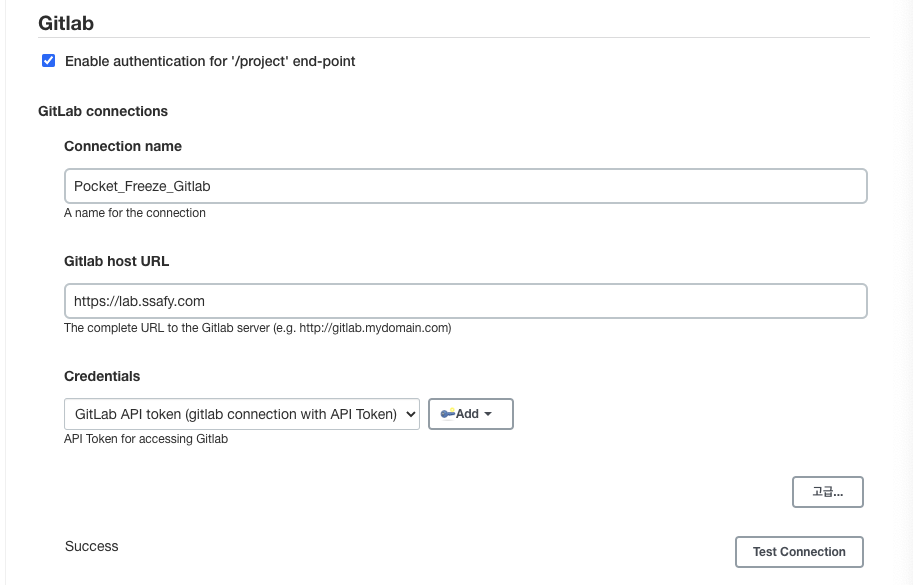 Gitlab
Enable authentication for '/project' end-point
GitLab connections
Connection name
Pocket_Freeze_Gitlab
A name for the connection
Gitlab host URL
https://lab.ssafy.com
The complete URL to the Gitlab server (e.g. http://gitlab.mydomain.com)
Credentials
GitLab API token (gitlab connection with API Token)
Add
API Token for accessing Gitlab
고급...
Success
Test Connection